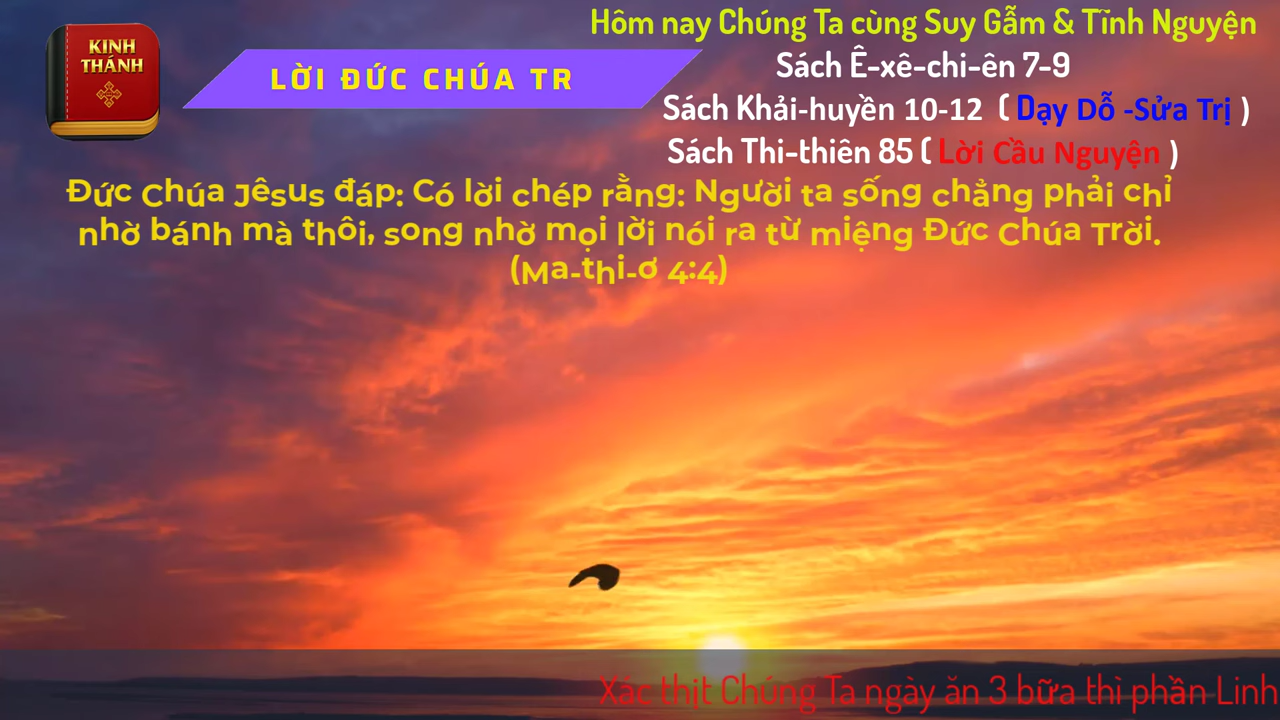 KINH
THÁNH
LỜI ĐỨC CHÚA TR
Hôm nay Chúng Ta cùng Suy Gẫm & Tĩnh Nguyện
Sách Ê-xê-chi-ên 7-9
Sách Khải-huyền 10-12 ( Dạy Dỗ -Sửa Trị )
Sách Thi-thiên 85 ( Lời Cầu Nguyện )
Đức Chúa Jêsus đáp: Có lời chép rằng: Người ta sống chẳng phải chỉ
nhờ bánh mà thôi, song nhờ mọi lời nói ra từ miệng Đức Chúa Trời.
(Ma-thi-ơ 4:4)
Xác thịt Chúng Ta ngày ăn 3 bữa thì phần Linh